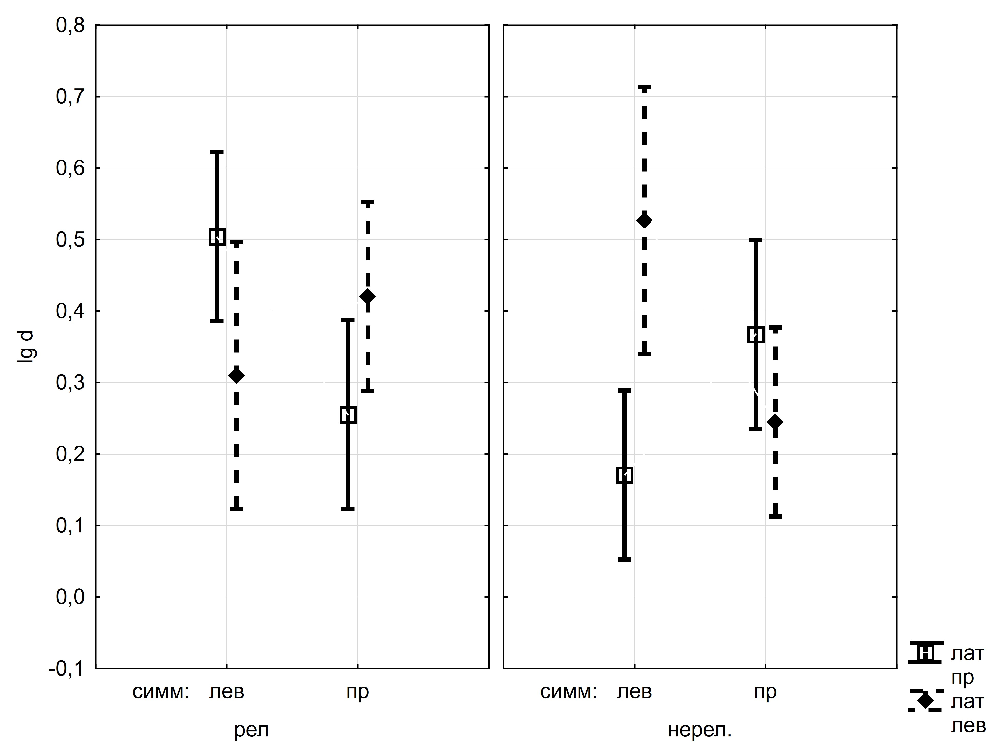 0,8
0,7
0,6
0,5
0,4
0,3
0,2
0,1
0,0
-0,1
lg d
симм: лев пр
рел
симм: лев пр
нерел.
лат
пр
лат
лев